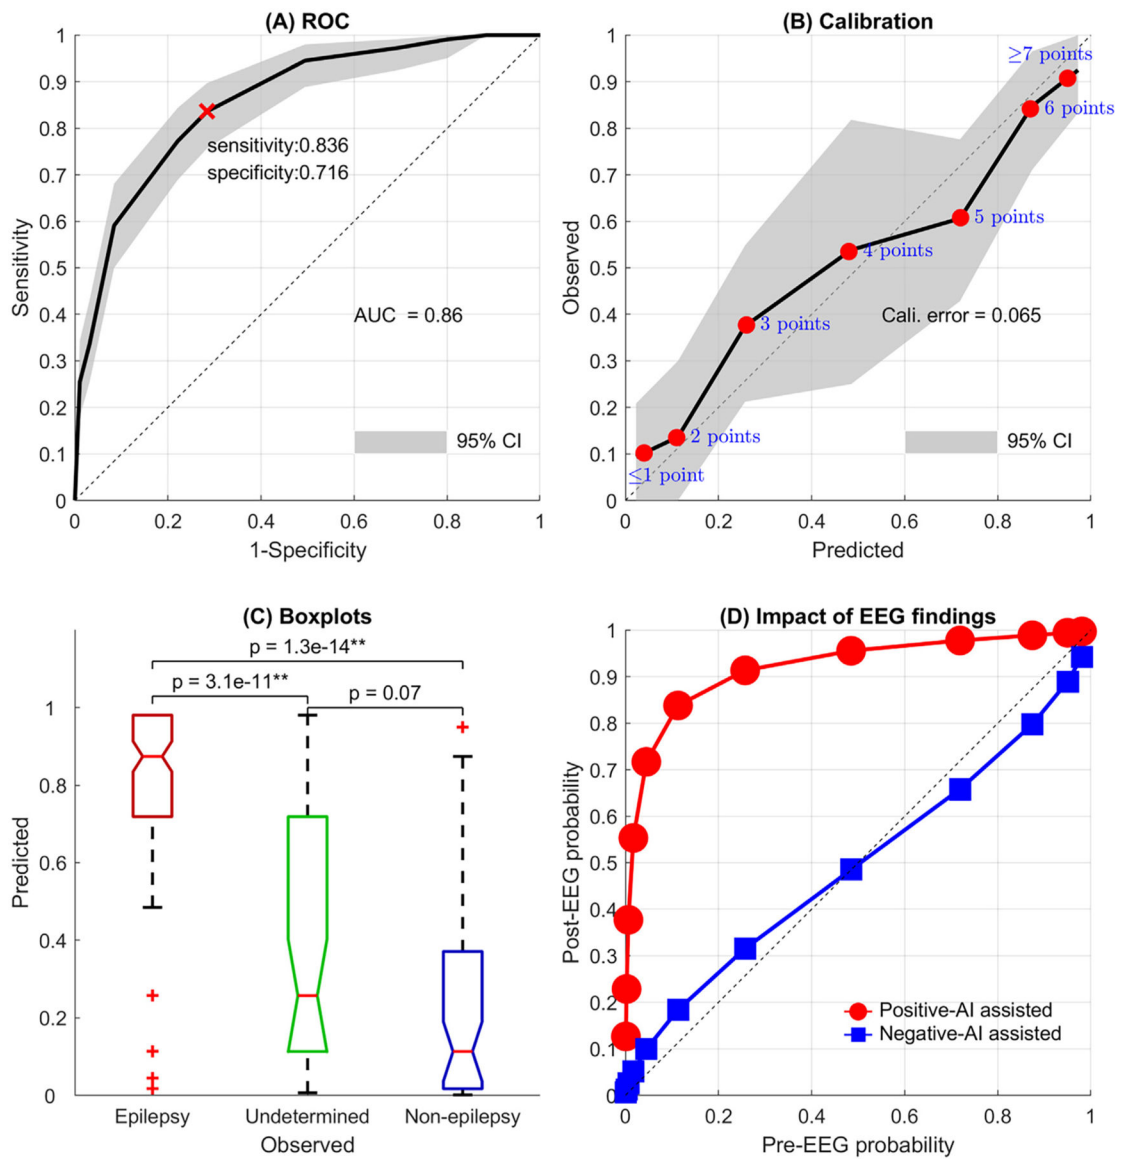 (A) ROC
1
0.9
0.8
0.7
0.6
0.5
0.4
0.3
0.2
0.1
0
Sensitivity
sensitivity:0.836
specificity:0.716
AUC = 0.86
95% CI
0 0.2 0.4 0.6 0.8 1
1-Specificity
(B) Calibration
1
0.9
0.8
0.7
0.6
0.5
0.4
0.3
0.2
0.1
0
Observed
≥7 points
6 points
5 points
4 points
3 points
Cali. error = 0.065
2 points
95% CI
≤1 point
0 0.2 0.4 0.6 0.8 1
Predicted
(C) Boxplots
p = 1.3e-14**
p = 3.1e-11**
p = 0.07
1
0.8
0.6
0.4
0.2
0
Predicted
Epilepsy Undetermined Non-epilepsy
Observed
(D) Impact of EEG findings
1
0.9
0.8
0.7
0.6
0.5
0.4
0.3
0.2
0.1
0
Post-EEG probability
Positive-AI assisted
Negative-AI assisted
0 0.2 0.4 0.6 0.8 1
Pre-EEG probability